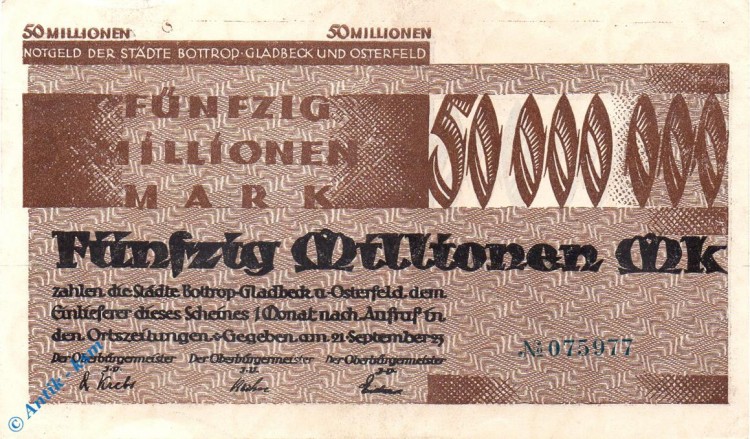 50 MILLIONEN 50 MILLIONEN
NOTGELD DER STÄDTE BOTTROP-GLADBECK UND OSTERFELD
FÜNFZIG
MILLIONEN
MARK
50 000 000
Fünfzig Millionen Mk
zahlen die Städte Bottrop-Gladbeck u-Osterfeld, dem
Einlieferer dieses Scheines 1 Monat nach Aufruf in
den Ortszeitungen Gegeben am 21 September 23
№ 075977
Der Oberbürgermeister Der Oberbürgermeister Der Oberbürgermeister
J-V. J-V. J-V.
© Antik - kam